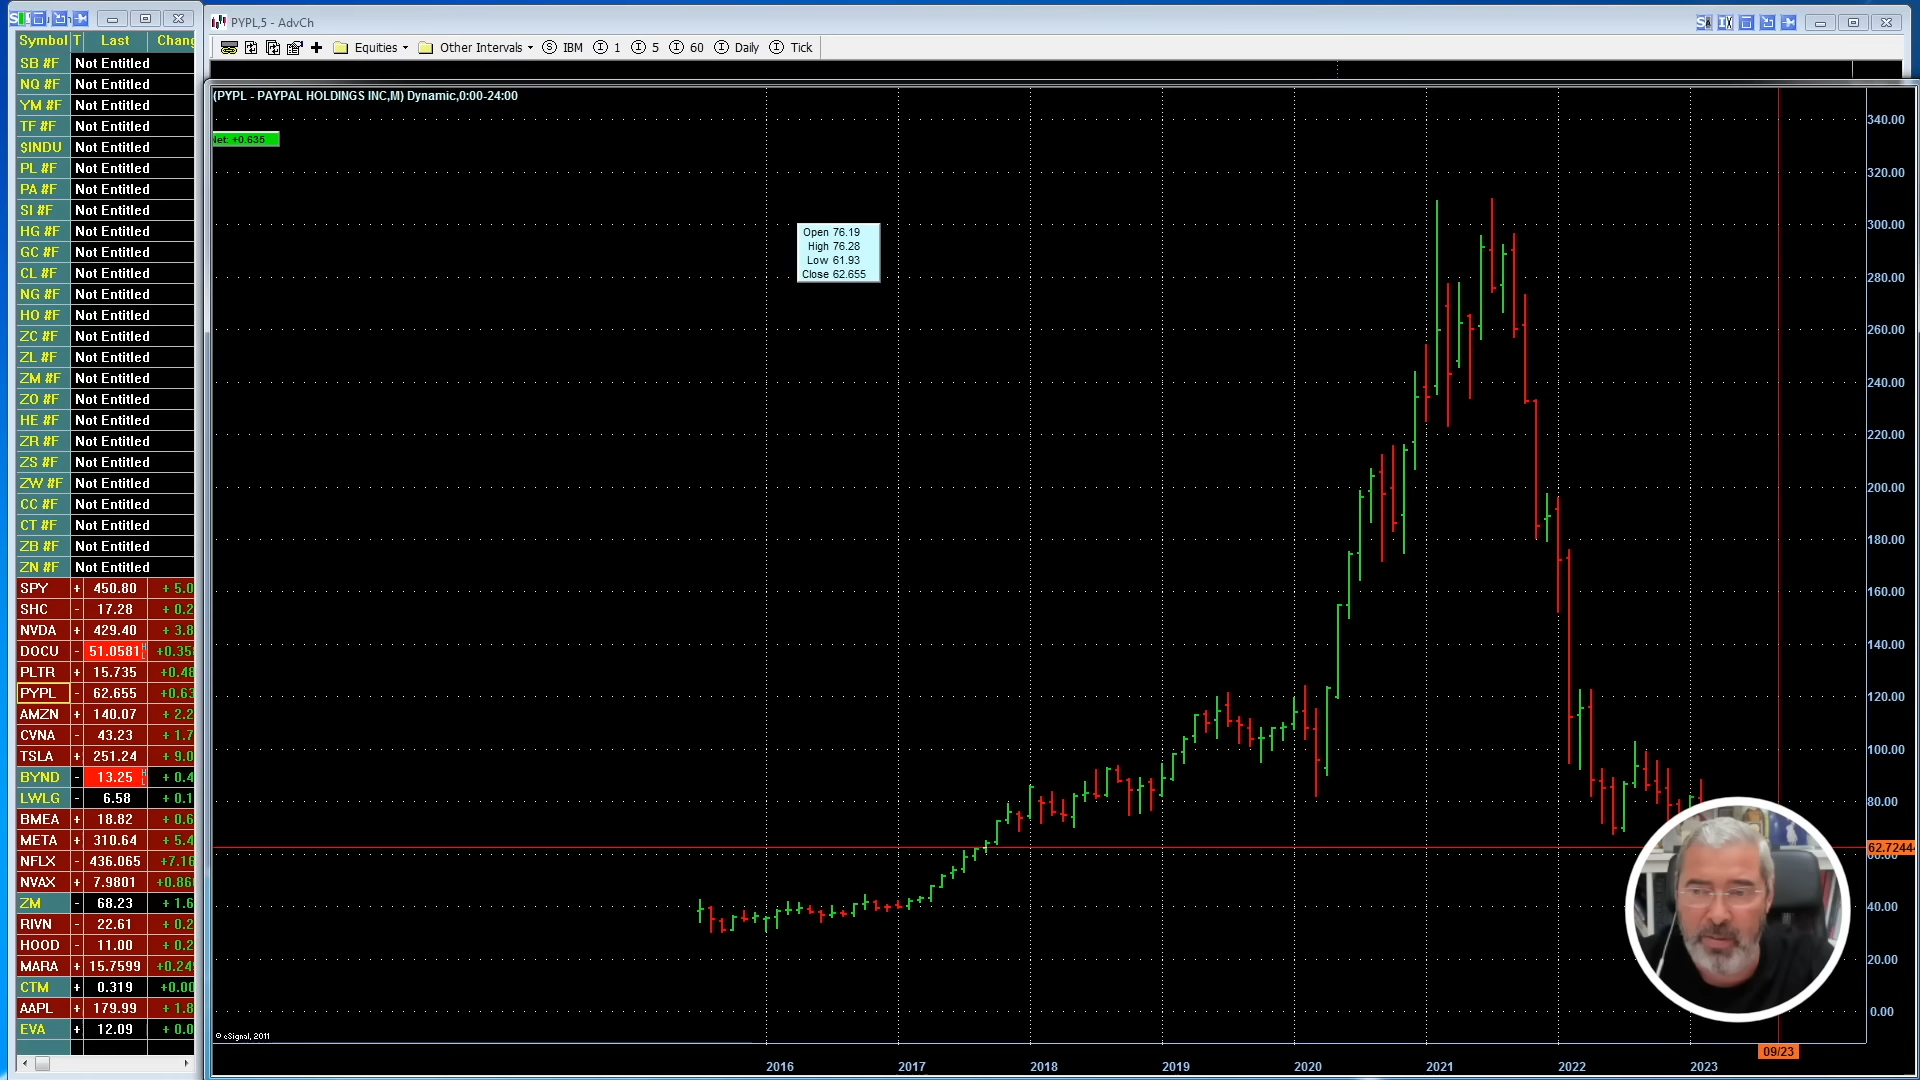 PYPL,5 - AdvCh
Equities
Other Intervals
IBM
1
5
60
Daily
Tick
Symbol T Last Chang
SB #F Not Entitled
NQ #F Not Entitled
YM #F Not Entitled
TF #F Not Entitled
$INDU Not Entitled
PL #F Not Entitled
PA #F Not Entitled
SI #F Not Entitled
HG #F Not Entitled
GC #F Not Entitled
CL #F Not Entitled
NG #F Not Entitled
HO #F Not Entitled
ZC #F Not Entitled
ZL #F Not Entitled
ZM #F Not Entitled
ZO #F Not Entitled
HE #F Not Entitled
ZR #F Not Entitled
ZS #F Not Entitled
ZW #F Not Entitled
CC #F Not Entitled
CT #F Not Entitled
ZB #F Not Entitled
ZN #F Not Entitled
SPY + 450.80 + 5.0
SHC - 17.28 + 0.2
NVDA + 429.40 + 3.8
DOCU - 51.0581 +0.35
PLTR + 15.735 +0.48
PYPL - 62.655 +0.63
AMZN + 140.07 + 2.2
CVNA - 43.23 + 1.7
TSLA + 251.24 + 9.0
BYND - 13.25 + 0.4
LWLG - 6.58 + 0.1
BMEA + 18.82 + 0.6
META + 310.64 + 5.4
NFLX - 436.065 +7.16
NVAX + 7.9801 +0.86
ZM - 68.23 + 1.6
RIVN - 22.61 + 0.2
HOOD - 11.00 + 0.2
MARA + 15.7599 +0.24
CTM + 0.319 +0.00
AAPL + 179.99 + 1.8
EVA + 12.09 + 0.0
(PYPL - PAYPAL HOLDINGS INC,M) Dynamic,0:00-24:00
Net: +0.635
Open 76.19
High 76.28
Low 61.93
Close 62.655
340.00
320.00
300.00
280.00
260.00
240.00
220.00
200.00
180.00
160.00
140.00
120.00
100.00
80.00
62.7244
60.00
40.00
20.00
0.00
© eSignal, 2011
09/23
2016 2017 2018 2019 2020 2021 2022 2023